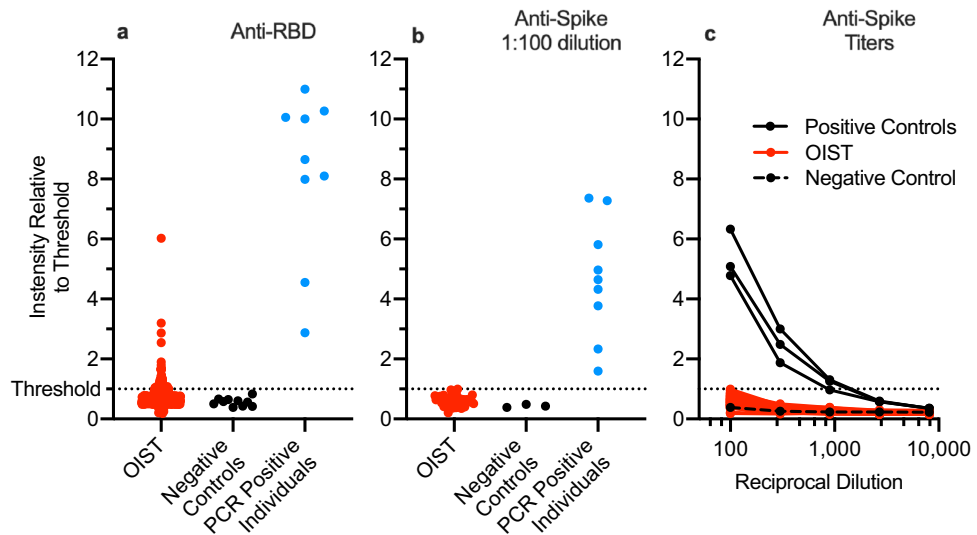 a
Anti-RBD
b
Anti-Spike
1:100 dilution
c
Anti-Spike
Titers
Instensity Relative
to Threshold
12
10
8
6
4
2
0
Threshold
OIST
Negative
Controls
PCR Positive
Individuals
12
10
8
6
4
2
0
OIST
Negative
Controls
PCR Positive
Individuals
12
10
8
6
4
2
0
Positive Controls
OIST
Negative Control
100
1,000
10,000
Reciprocal Dilution